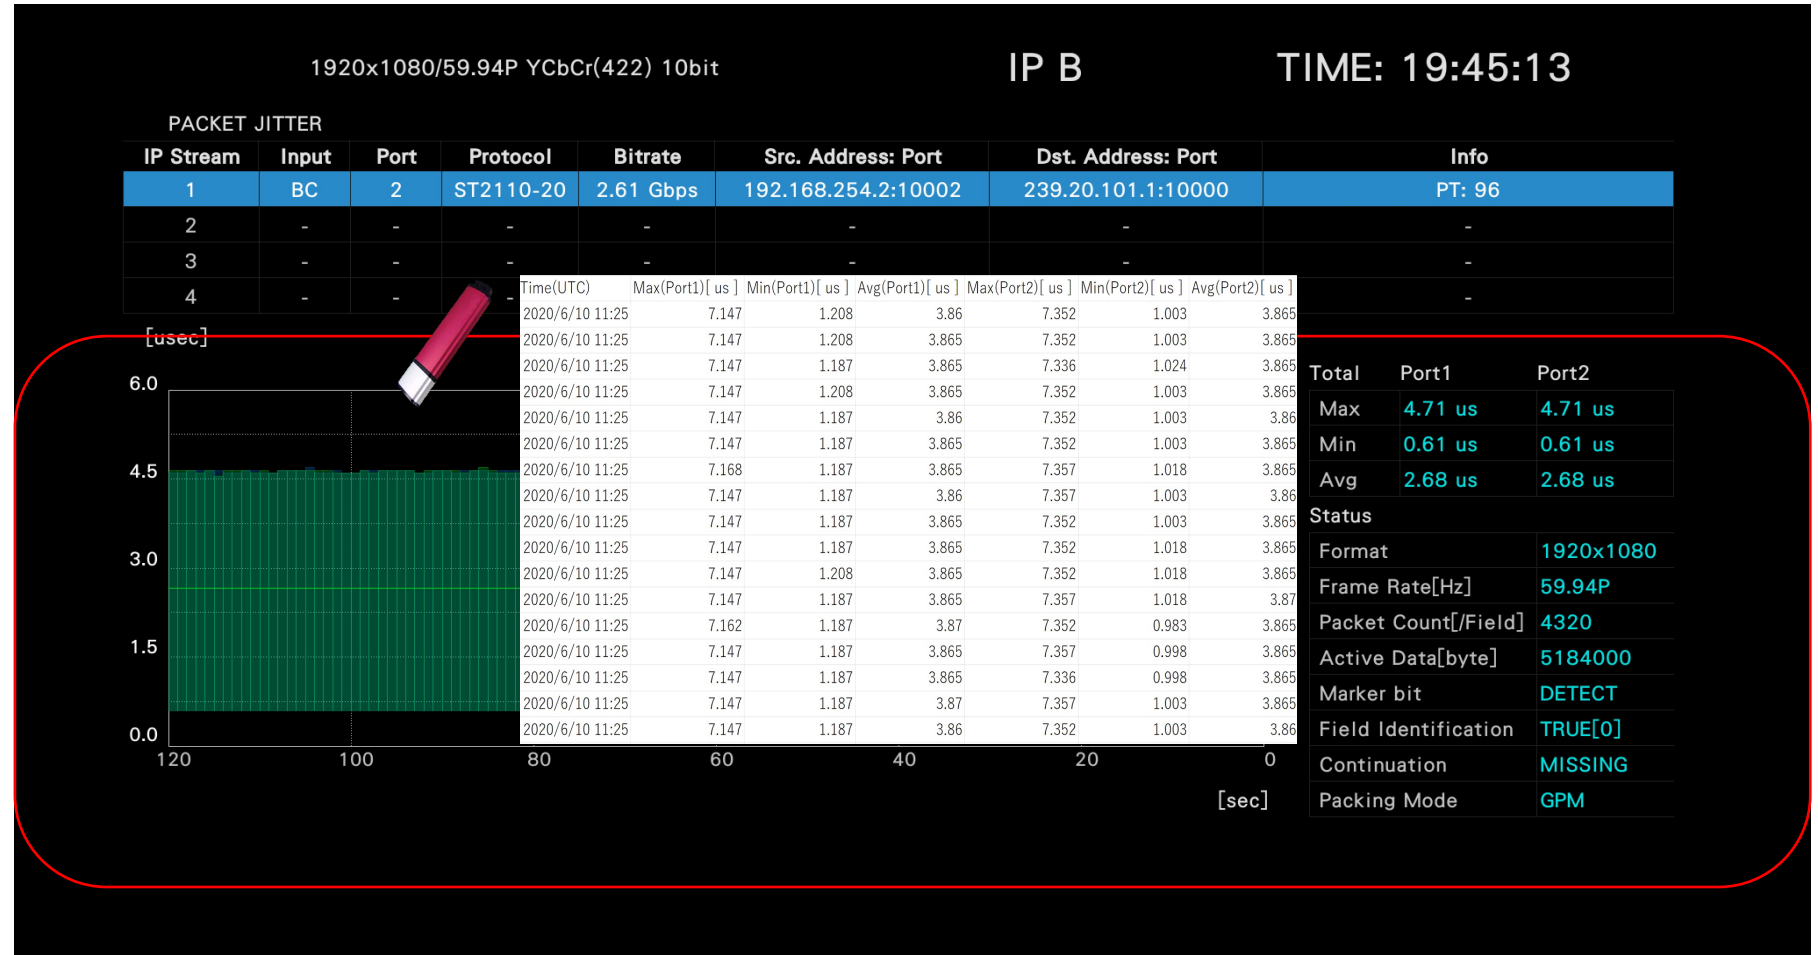 1920x1080/59.94P YCbCr(422) 10bit IP B TIME: 19:45:13
PACKET JITTER
IP Stream Input Port Protocol Bitrate Src. Address: Port Dst. Address: Port Info
1 BC 2 ST2110-20 2.61 Gbps 192.168.254.2:10002 239.20.101.1:10000 PT: 96
2 - - - - - - -
3 - - - - - - -
4 - - - -
[usec]
6.0
4.5
3.0
1.5
0.0
120 100 80 60 40 20 0
[sec]
Time(UTC) Max(Port1)[ us ] Min(Port1)[ us ] Avg(Port1)[ us ] Max(Port2)[ us ] Min(Port2)[ us ] Avg(Port2)[ us ]
2020/6/10 11:25 7.147 1.208 3.86 7.352 1.003 3.865
2020/6/10 11:25 7.147 1.208 3.865 7.352 1.003 3.865
2020/6/10 11:25 7.147 1.187 3.865 7.336 1.024 3.865
2020/6/10 11:25 7.147 1.208 3.865 7.352 1.003 3.865
2020/6/10 11:25 7.147 1.187 3.86 7.352 1.003 3.86
2020/6/10 11:25 7.147 1.187 3.865 7.352 1.003 3.865
2020/6/10 11:25 7.168 1.187 3.865 7.357 1.018 3.865
2020/6/10 11:25 7.147 1.187 3.86 7.357 1.003 3.86
2020/6/10 11:25 7.147 1.187 3.865 7.352 1.003 3.865
2020/6/10 11:25 7.147 1.187 3.865 7.352 1.018 3.865
2020/6/10 11:25 7.147 1.208 3.865 7.352 1.018 3.865
2020/6/10 11:25 7.147 1.187 3.865 7.357 1.018 3.87
2020/6/10 11:25 7.162 1.187 3.87 7.352 0.983 3.865
2020/6/10 11:25 7.147 1.187 3.865 7.357 0.998 3.865
2020/6/10 11:25 7.147 1.187 3.865 7.336 0.998 3.865
2020/6/10 11:25 7.147 1.187 3.87 7.357 1.003 3.865
2020/6/10 11:25 7.147 1.187 3.86 7.352 1.003 3.86
Total Port1 Port2
Max 4.71 us 4.71 us
Min 0.61 us 0.61 us
Avg 2.68 us 2.68 us
Status
Format 1920x1080
Frame Rate[Hz] 59.94P
Packet Count[/Field] 4320
Active Data[byte] 5184000
Marker bit DETECT
Field Identification TRUE[0]
Continuation MISSING
Packing Mode GPM